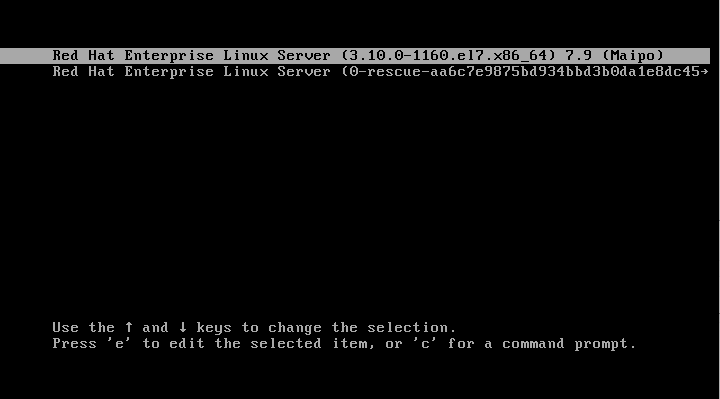 Red Hat Enterprise Linux Server (3.10.0-1160.el7.x86_64) 7.9 (Maipo)
Red Hat Enterprise Linux Server (0-rescue-aa6c7e9875bd934bbd3b0da1e8dc45→
Use the ↑ and ↓ keys to change the selection.
Press 'e' to edit the selected item, or 'c' for a command prompt.